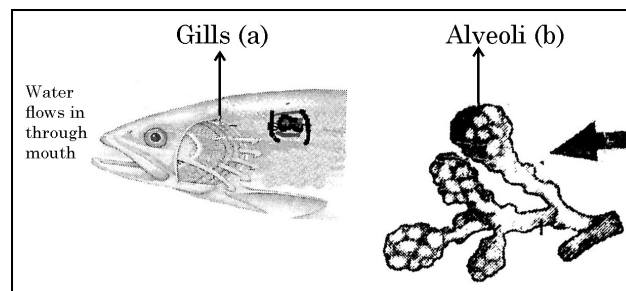 Gills (a)
Alveoli (b)
Water
flows in
through
mouth